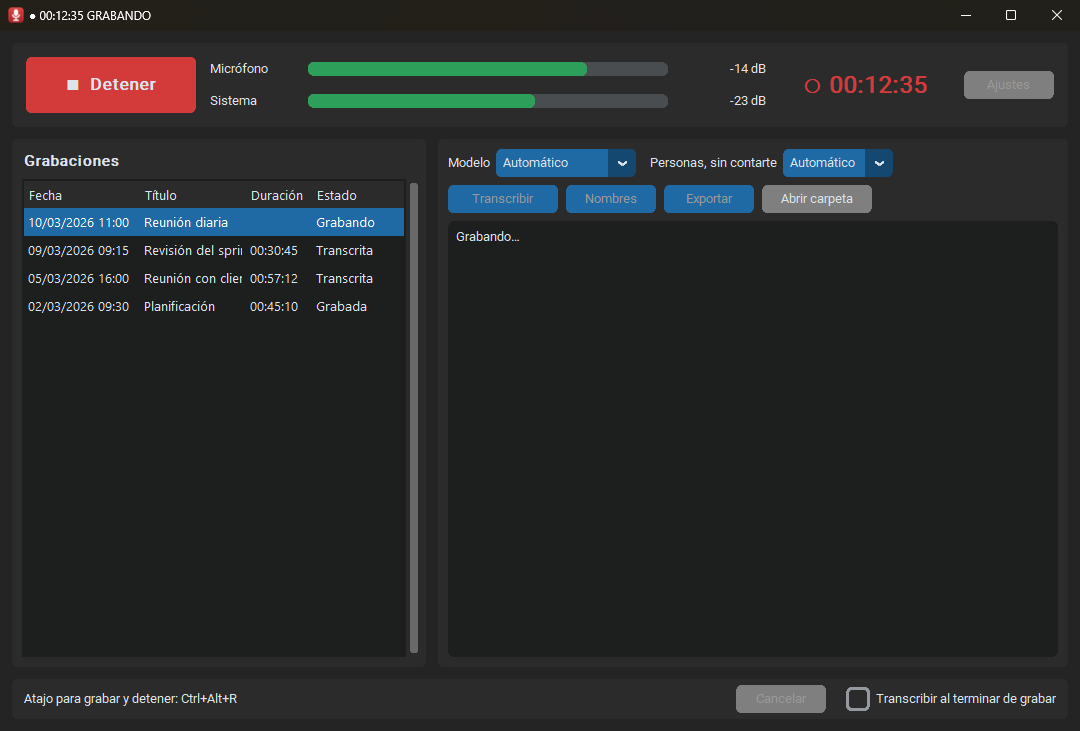 ● 00:12:35 GRABANDO
■ Detener
Micrófono -14 dB
Sistema -23 dB
○ 00:12:35
Ajustes
Grabaciones
Fecha Título Duración Estado
10/03/2026 11:00 Reunión diaria Grabando
09/03/2026 09:15 Revisión del sprin 00:30:45 Transcrita
05/03/2026 16:00 Reunión con clien 00:57:12 Transcrita
02/03/2026 09:30 Planificación 00:45:10 Grabada
Modelo Automático Personas, sin contarte Automático
Transcribir Nombres Exportar Abrir carpeta
Grabando...
Atajo para grabar y detener: Ctrl+Alt+R
Cancelar Transcribir al terminar de grabar